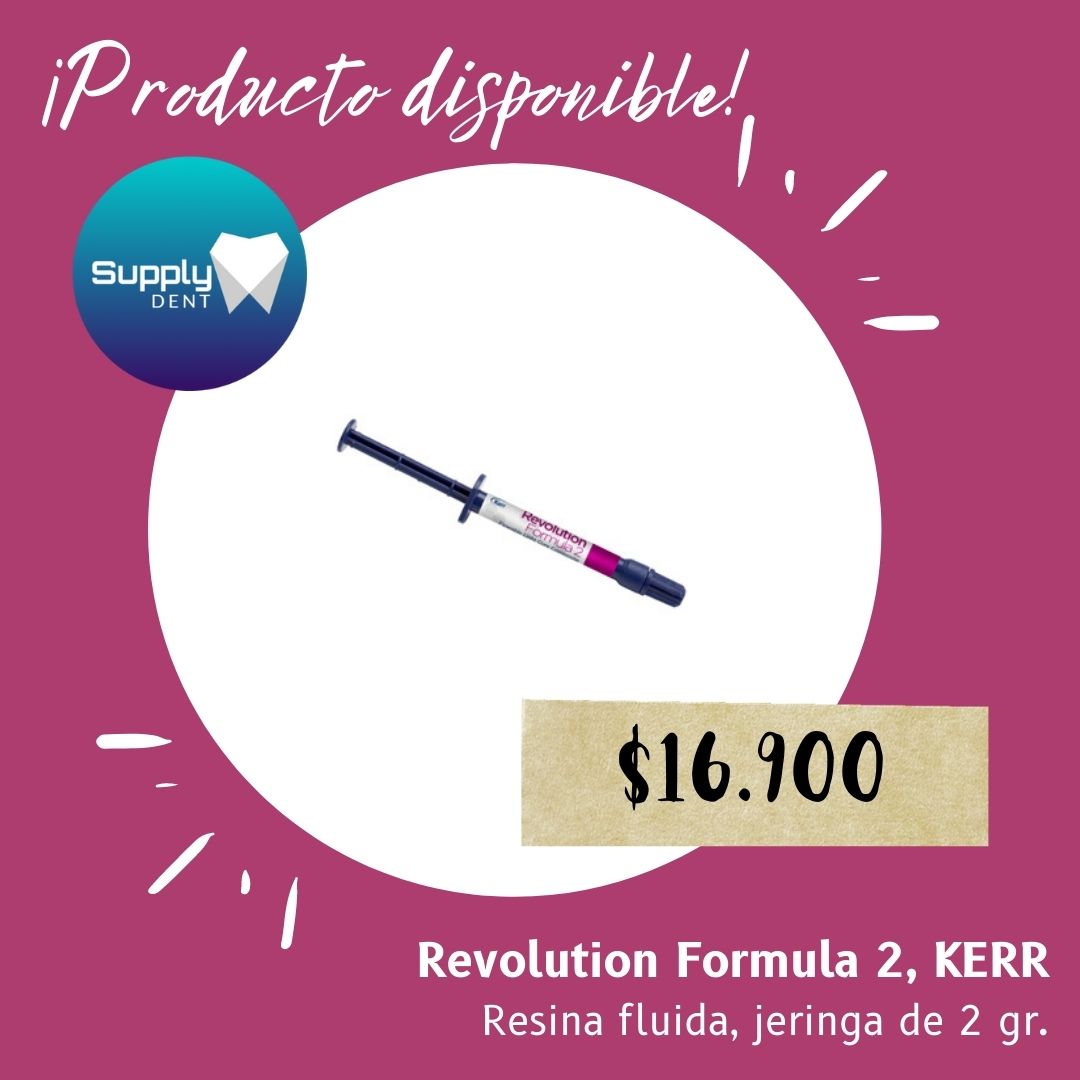 ¡Producto disponible!
Supply
DENT
Kerr
Revolution
Formula 2
$16.900
Revolution Formula 2, KERR
Resina fluida, jeringa de 2 gr.